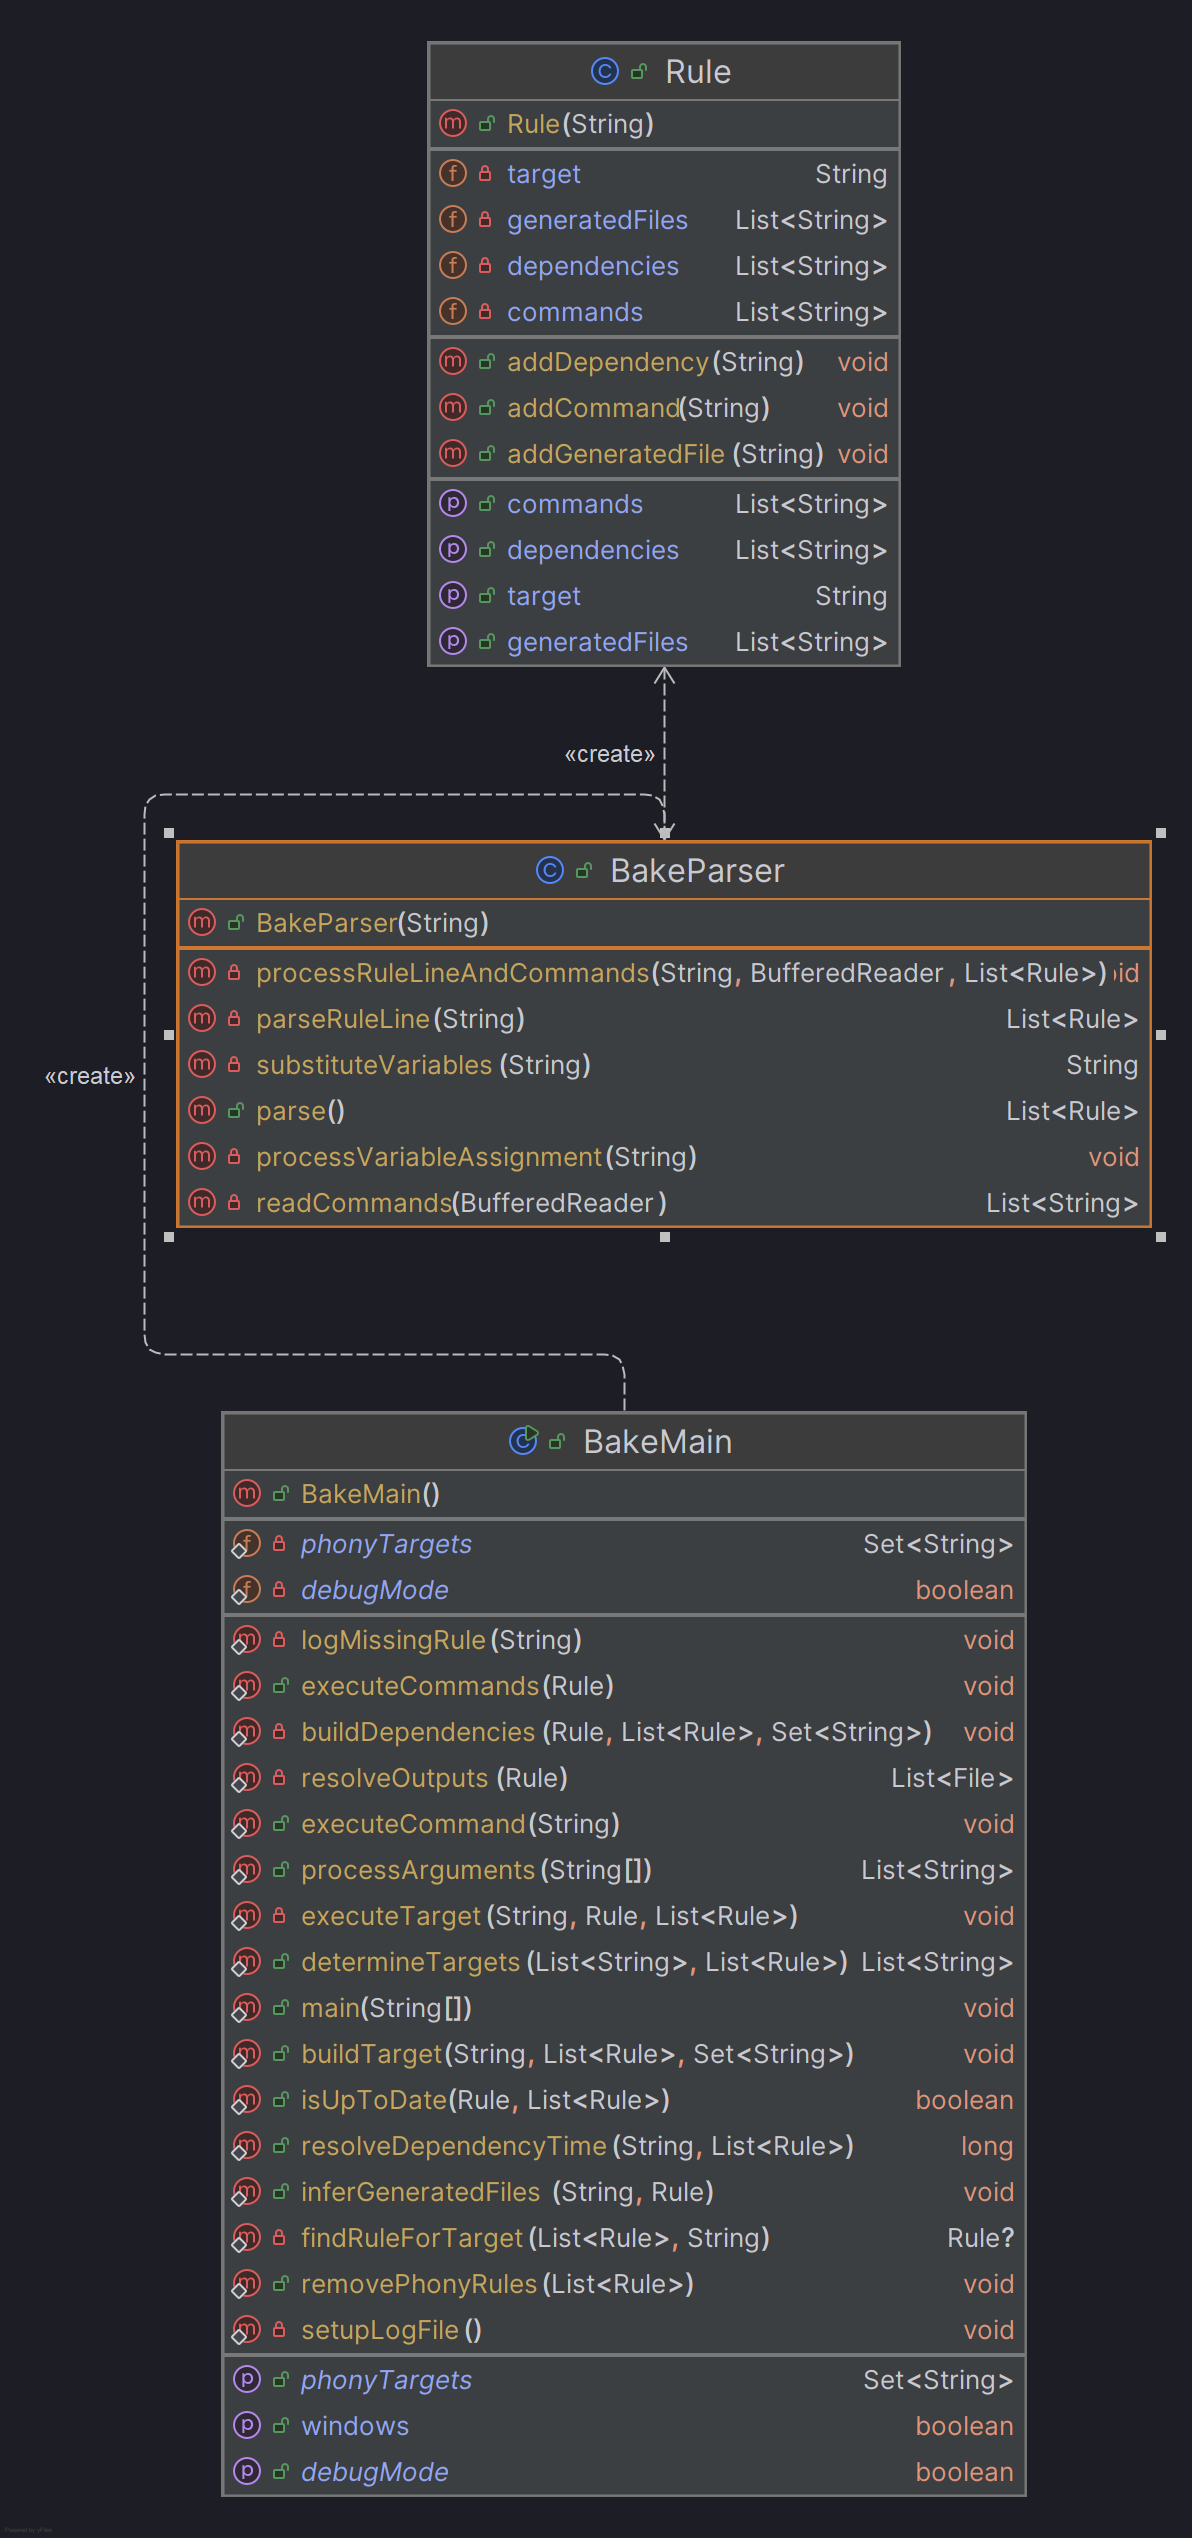 Rule
Rule(String)
target String
generatedFiles List<String>
dependencies List<String>
commands List<String>
addDependency(String) void
addCommand(String) void
addGeneratedFile (String) void
commands List<String>
dependencies List<String>
target String
generatedFiles List<String>
«create»
BakeParser
BakeParser(String)
processRuleLineAndCommands(String, BufferedReader, List<Rule>) id
parseRuleLine(String) List<Rule>
«create»
substituteVariables (String) String
parse() List<Rule>
processVariableAssignment(String) void
readCommands(BufferedReader) List<String>
BakeMain
BakeMain()
phonyTargets Set<String>
debugMode boolean
logMissingRule(String) void
executeCommands(Rule) void
buildDependencies (Rule, List<Rule>, Set<String>) void
resolveOutputs (Rule) List<File>
executeCommand(String) void
processArguments(String[]) List<String>
executeTarget(String, Rule, List<Rule>) void
determineTargets(List<String>, List<Rule>) List<String>
main(String[]) void
buildTarget(String, List<Rule>, Set<String>) void
isUpToDate(Rule, List<Rule>) boolean
resolveDependencyTime(String, List<Rule>) long
inferGeneratedFiles (String, Rule) void
findRuleForTarget(List<Rule>, String) Rule?
removePhonyRules(List<Rule>) void
setupLogFile() void
phonyTargets Set<String>
windows boolean
debugMode boolean
Powered by yFiles